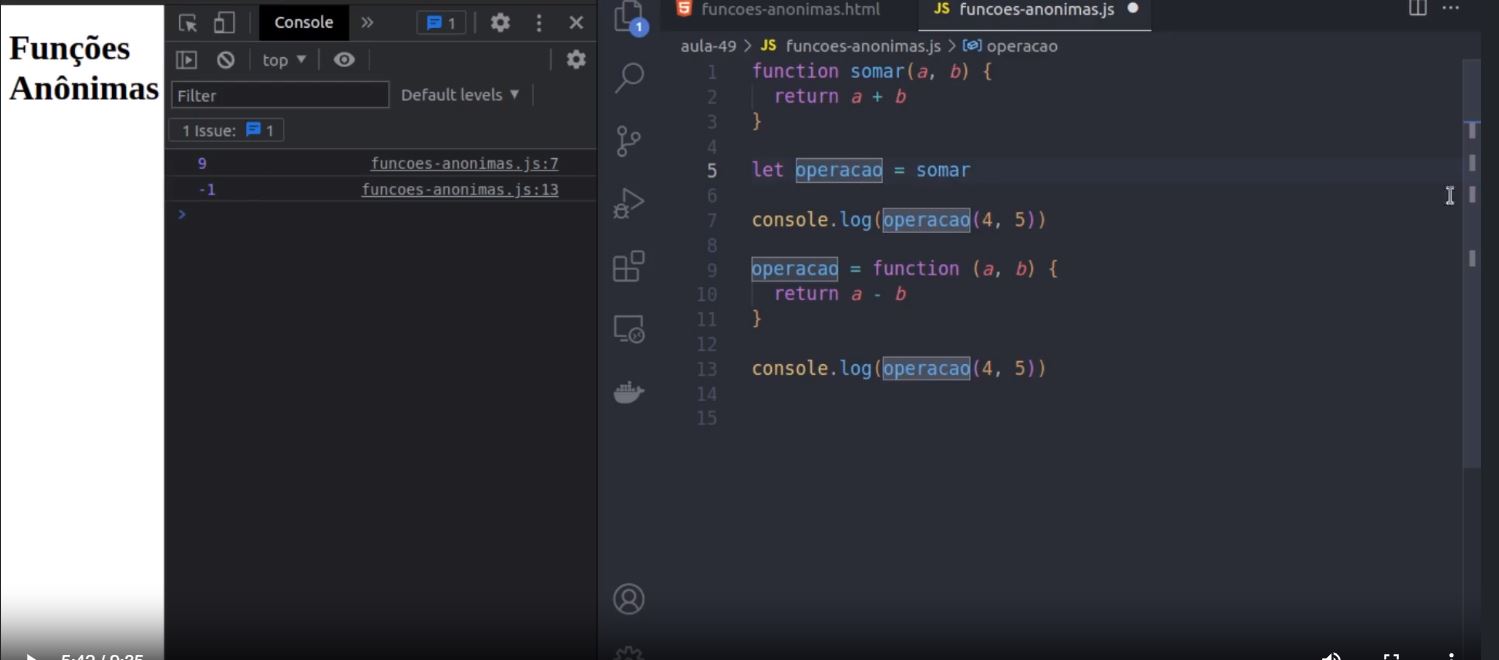 Funções
Anônimas
Console » 1
top ▼
Filter Default levels ▼
1 Issue: 1
9 funcoes-anonimas.js:7
-1 funcoes-anonimas.js:13
>
1
funcoes-anonimas.html JS funcoes-anonimas.js ●
aula-49 > JS funcoes-anonimas.js > operacao
1 function somar(a, b) {
2 return a + b
3 }
4
5 let operacao = somar
6
7 console.log(operacao(4, 5))
8
9 operacao = function (a, b) {
10 return a - b
11 }
12
13 console.log(operacao(4, 5))
14
15